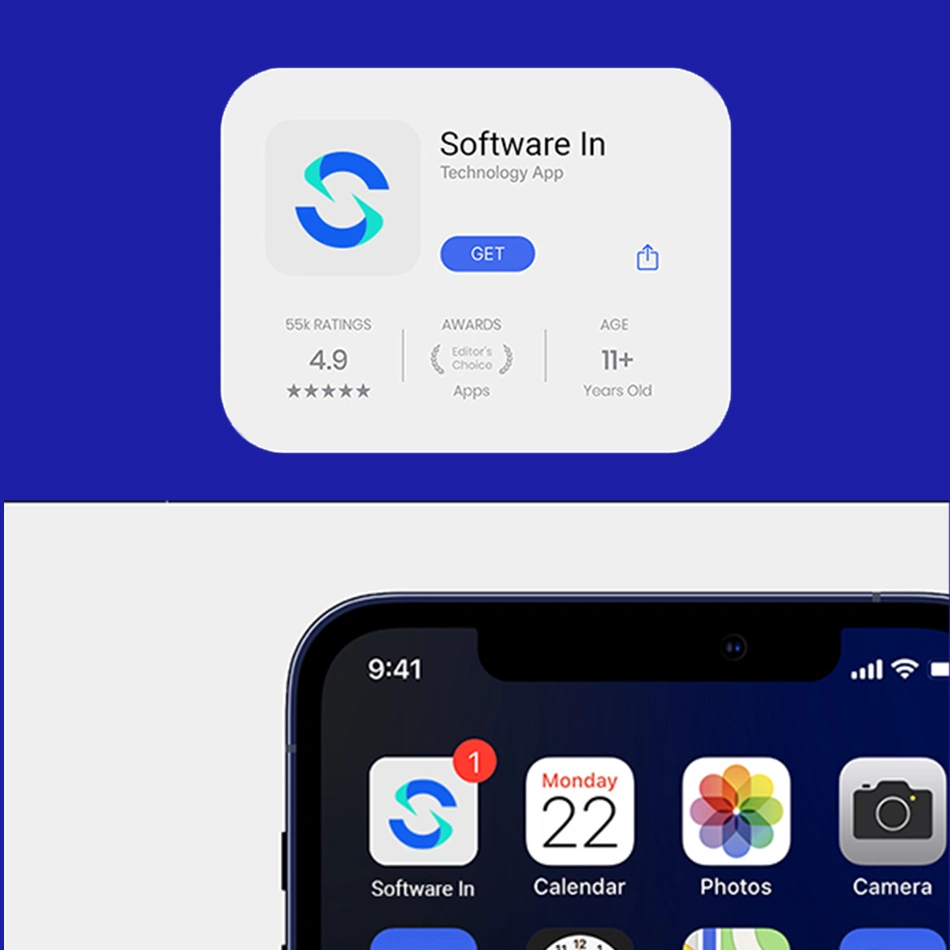 Software In
Technology App
GET
55k RATINGS
4.9
AWARDS
Editor's
Choice
Apps
AGE
11+
Years Old
9:41
1
Monday
22
Software In
Calendar
Photos
Camera
11 12 1